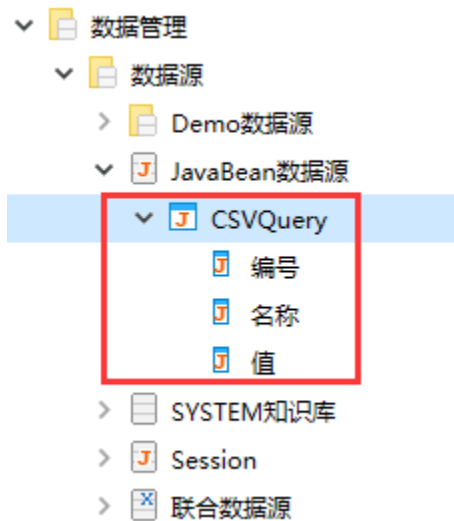 数据管理
数据源
Demo数据源
JavaBean数据源
CSVQuery
编号
名称
值
SYSTEM知识库
Session
联合数据源